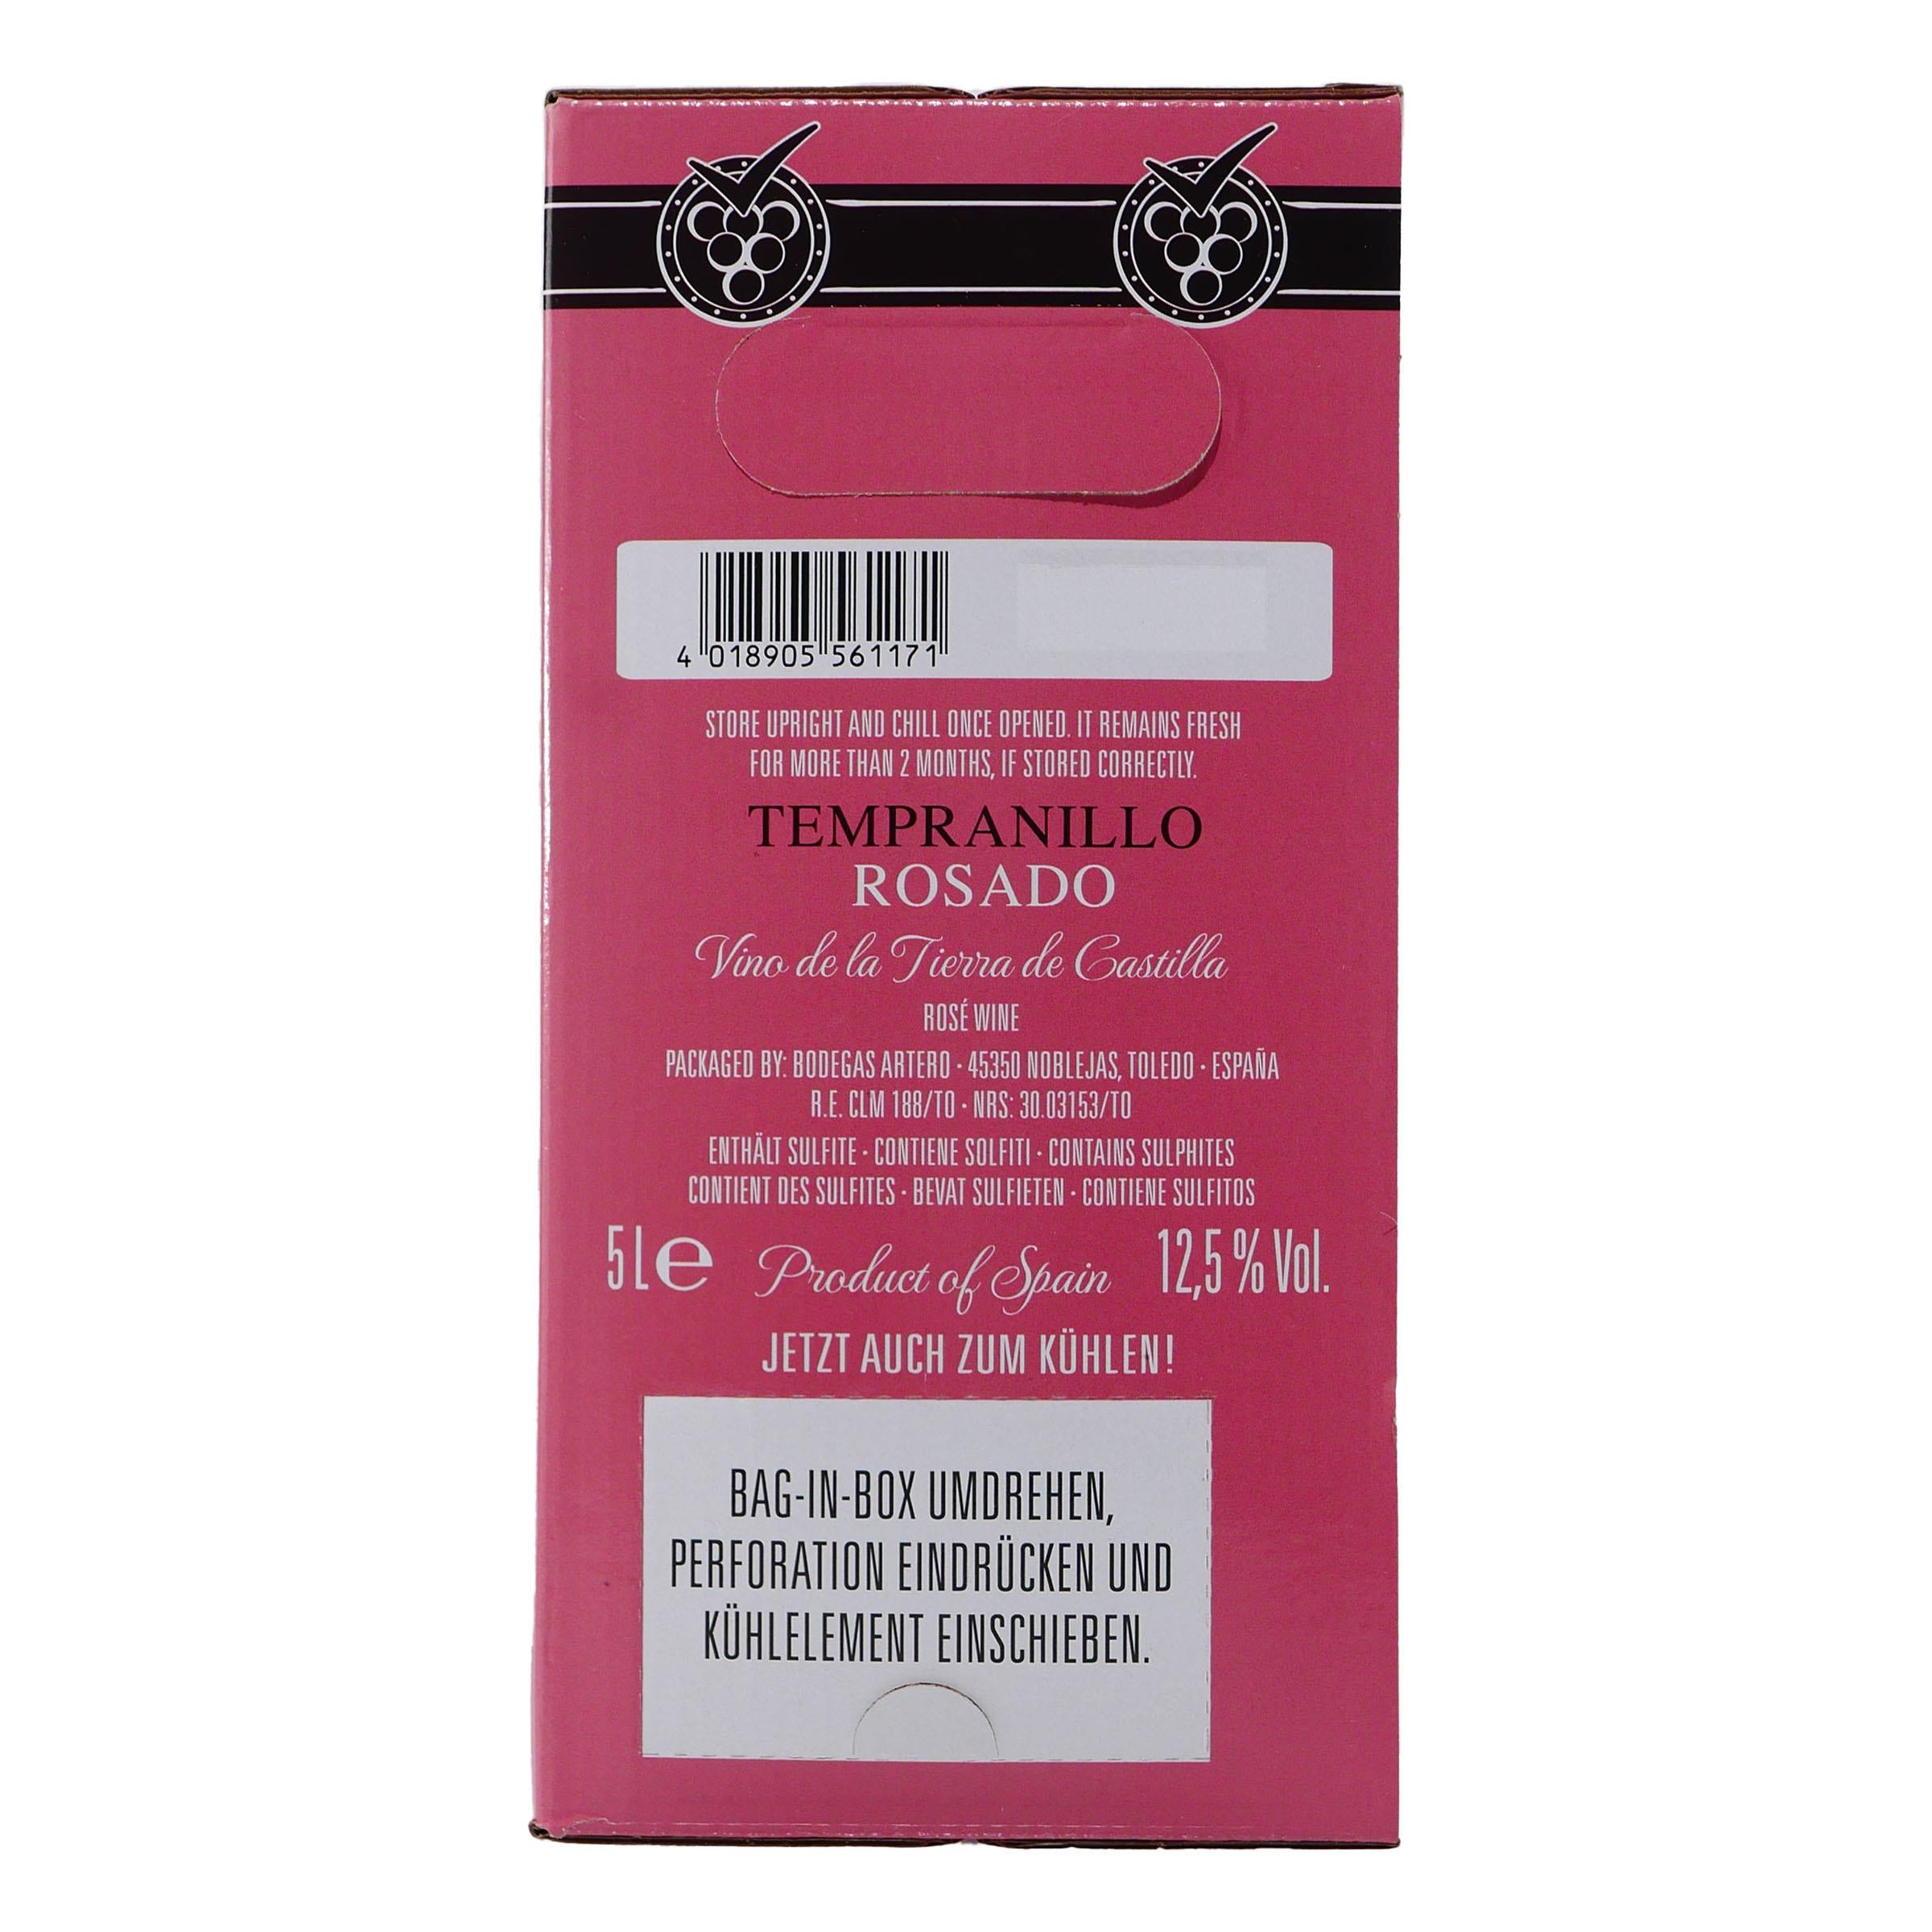 4 018905 561171
STORE UPRIGHT AND CHILL ONCE OPENED. IT REMAINS FRESH
FOR MORE THAN 2 MONTHS, IF STORED CORRECTLY.
TEMPRANILLO
ROSADO
Vino de la Tierra de Castilla
ROSÉ WINE
PACKAGED BY: BODEGAS ARTERO · 45350 NOBLEJAS, TOLEDO · ESPAÑA
R.E. CLM 188/TO · NRS: 30.03153/TO
ENTHÄLT SULFITE · CONTIENE SOLFITI · CONTAINS SULPHITES
CONTIENT DES SULFITES · BEVAT SULFIETEN · CONTIENE SULFITOS
5 L e Product of Spain 12,5 % Vol.
JETZT AUCH ZUM KÜHLEN!
BAG-IN-BOX UMDREHEN,
PERFORATION EINDRÜCKEN UND
KÜHLELEMENT EINSCHIEBEN.